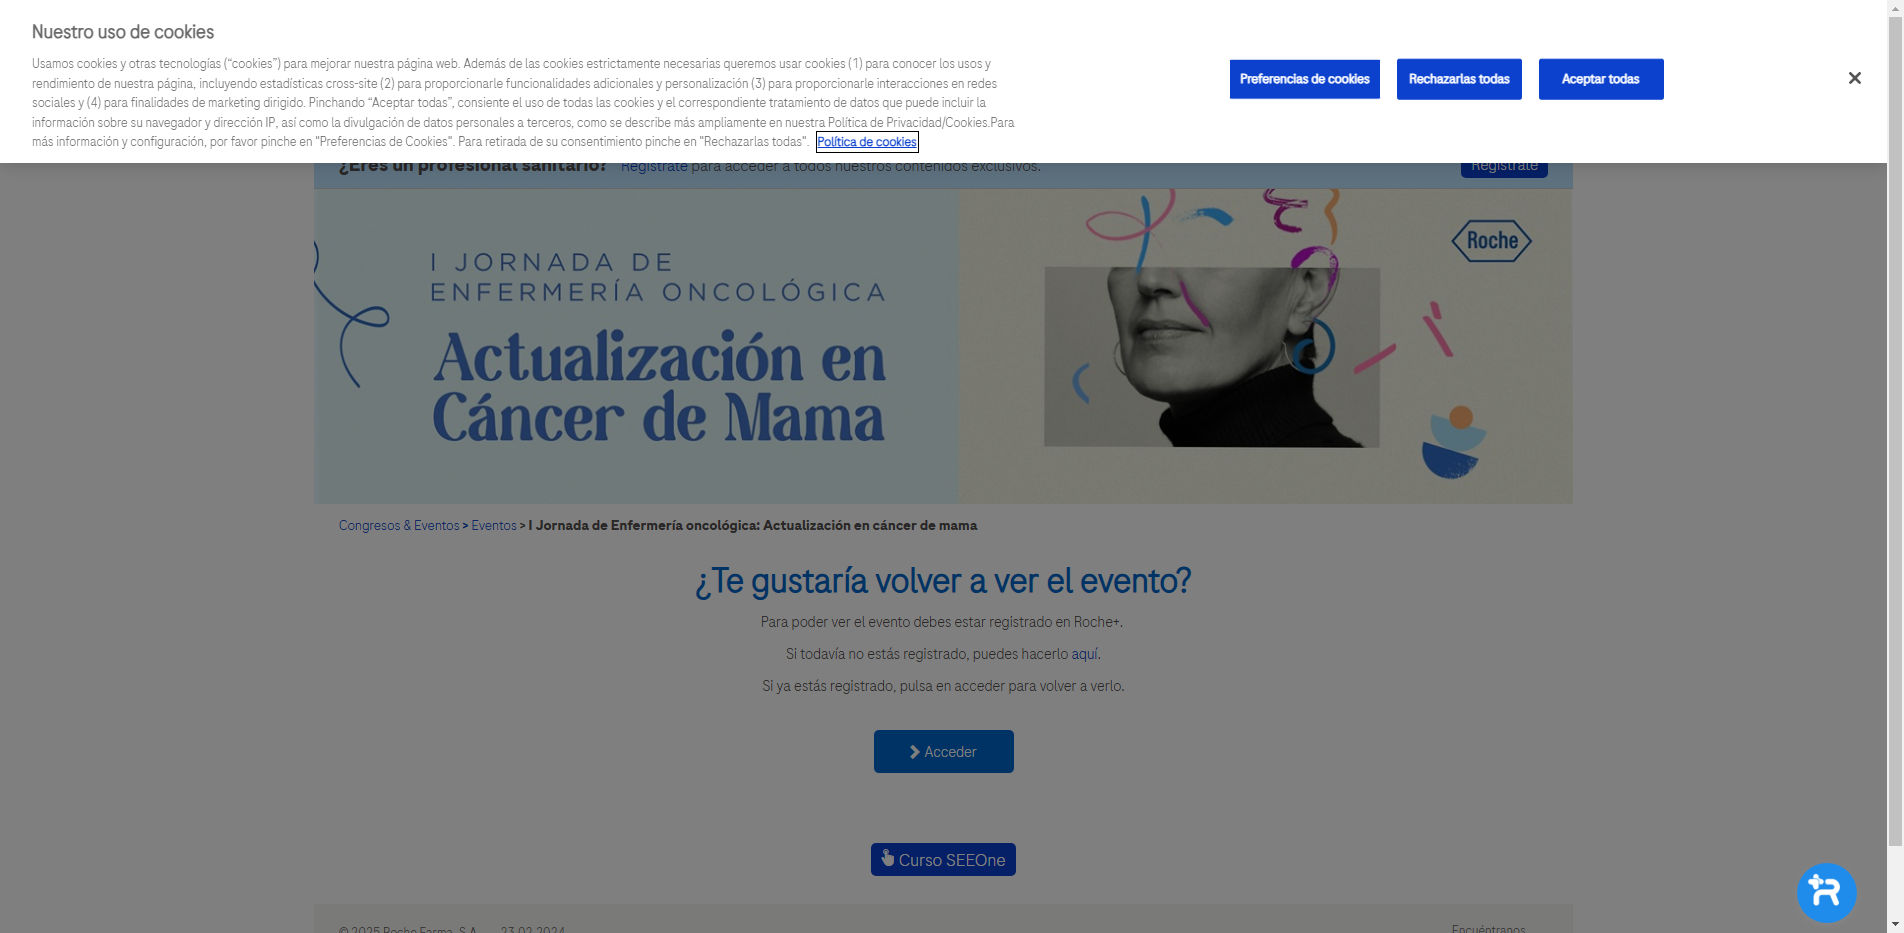 Nuestro uso de cookies
Usamos cookies y otras tecnologías (“cookies”) para mejorar nuestra página web. Además de las cookies estrictamente necesarias queremos usar cookies (1) para conocer los usos y
rendimiento de nuestra página, incluyendo estadísticas cross-site (2) para proporcionarle funcionalidades adicionales y personalización (3) para proporcionarle interacciones en redes
sociales y (4) para finalidades de marketing dirigido. Pinchando “Aceptar todas”, consiente el uso de todas las cookies y el correspondiente tratamiento de datos que puede incluir la
información sobre su navegador y dirección IP, así como la divulgación de datos personales a terceros, como se describe más ampliamente en nuestra Política de Privacidad/Cookies.Para
más información y configuración, por favor pinche en "Preferencias de Cookies". Para retirada de su consentimiento pinche en "Rechazarlas todas". Política de cookies
Preferencias de cookies
Rechazarlas todas
Aceptar todas
¿Eres un profesional sanitario? Regístrate para acceder a todos nuestros contenidos exclusivos.
Regístrate
I JORNADA DE
ENFERMERÍA ONCOLÓGICA
Actualización en
Cáncer de Mama
Roche
Congresos & Eventos > Eventos > I Jornada de Enfermería oncológica: Actualización en cáncer de mama
¿Te gustaría volver a ver el evento?
Para poder ver el evento debes estar registrado en Roche+.
Si todavía no estás registrado, puedes hacerlo aquí.
Si ya estás registrado, pulsa en acceder para volver a verlo.
Acceder
Curso SEEOne
© 2025 Roche Farma, S.A. 23.02.2024
Encuéntranos